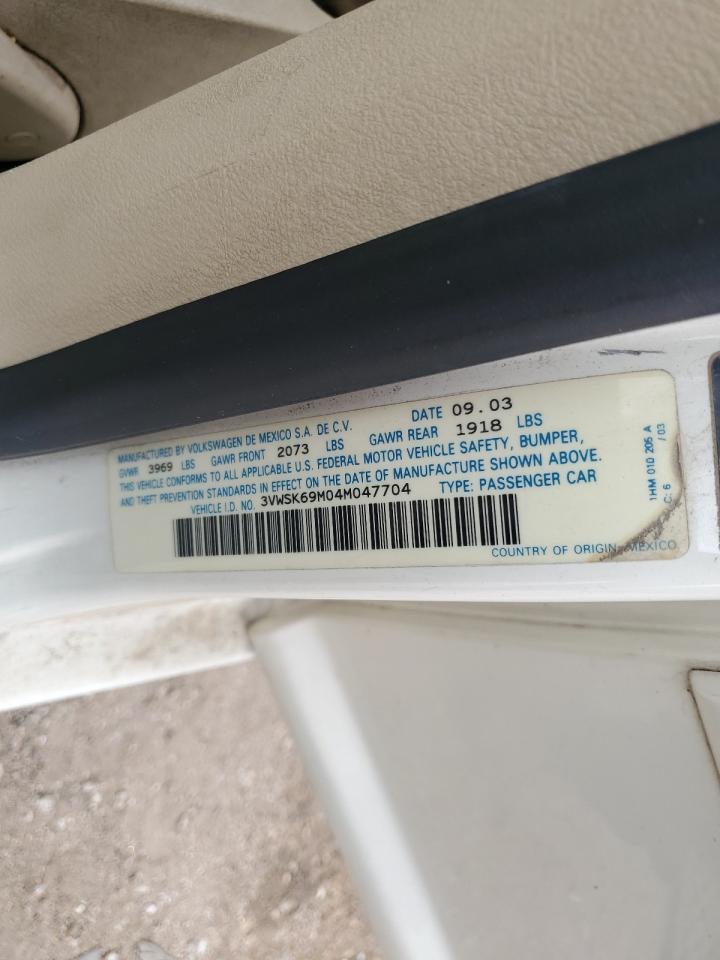 MANUFACTURED BY VOLKSWAGEN DE MEXICO S.A. DE C.V. DATE 09.03
GVWR 3969 LBS GAWR FRONT 2073 LBS GAWR REAR 1918 LBS
THIS VEHICLE CONFORMS TO ALL APPLICABLE U.S. FEDERAL MOTOR VEHICLE SAFETY, BUMPER,
AND THEFT PREVENTION STANDARDS IN EFFECT ON THE DATE OF MANUFACTURE SHOWN ABOVE.
VEHICLE I.D. NO. 3VWSK69M04M047704 TYPE: PASSENGER CAR
COUNTRY OF ORIGIN: MEXICO
1HM 010 205 A /03
C: 6